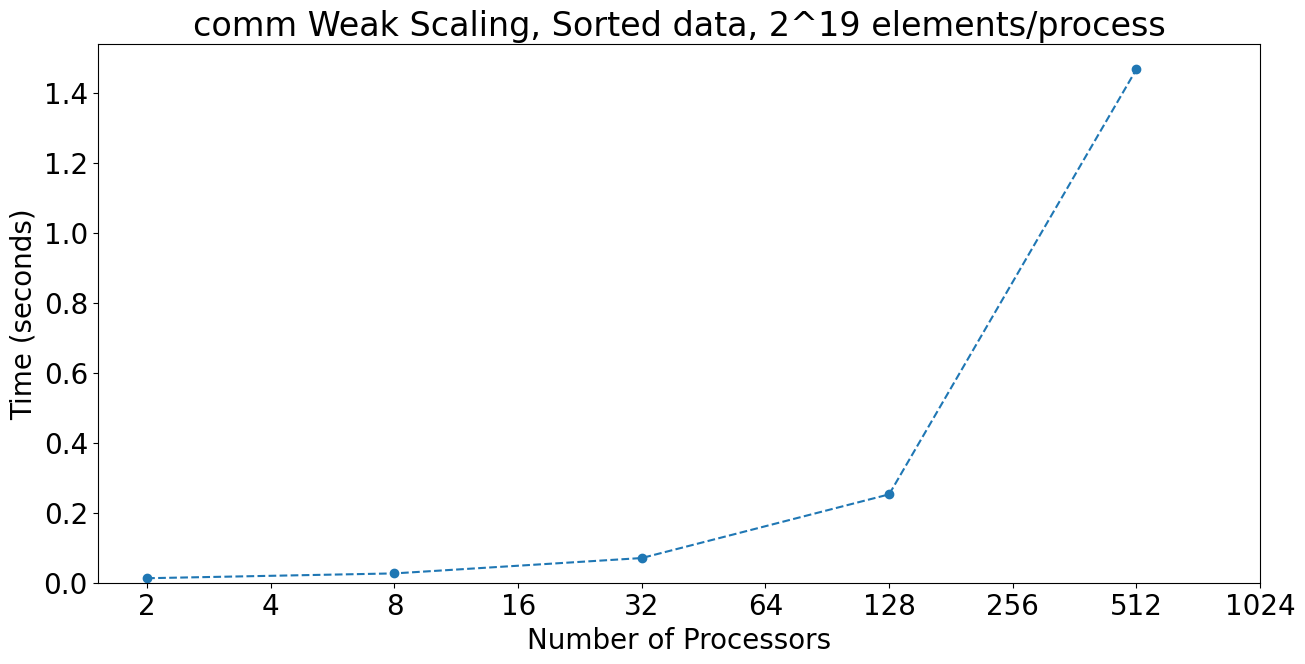 comm Weak Scaling, Sorted data, 2^19 elements/process
Time (seconds)
1.4
1.2
1.0
0.8
0.6
0.4
0.2
0.0
2 4 8 16 32 64 128 256 512 1024
Number of Processors